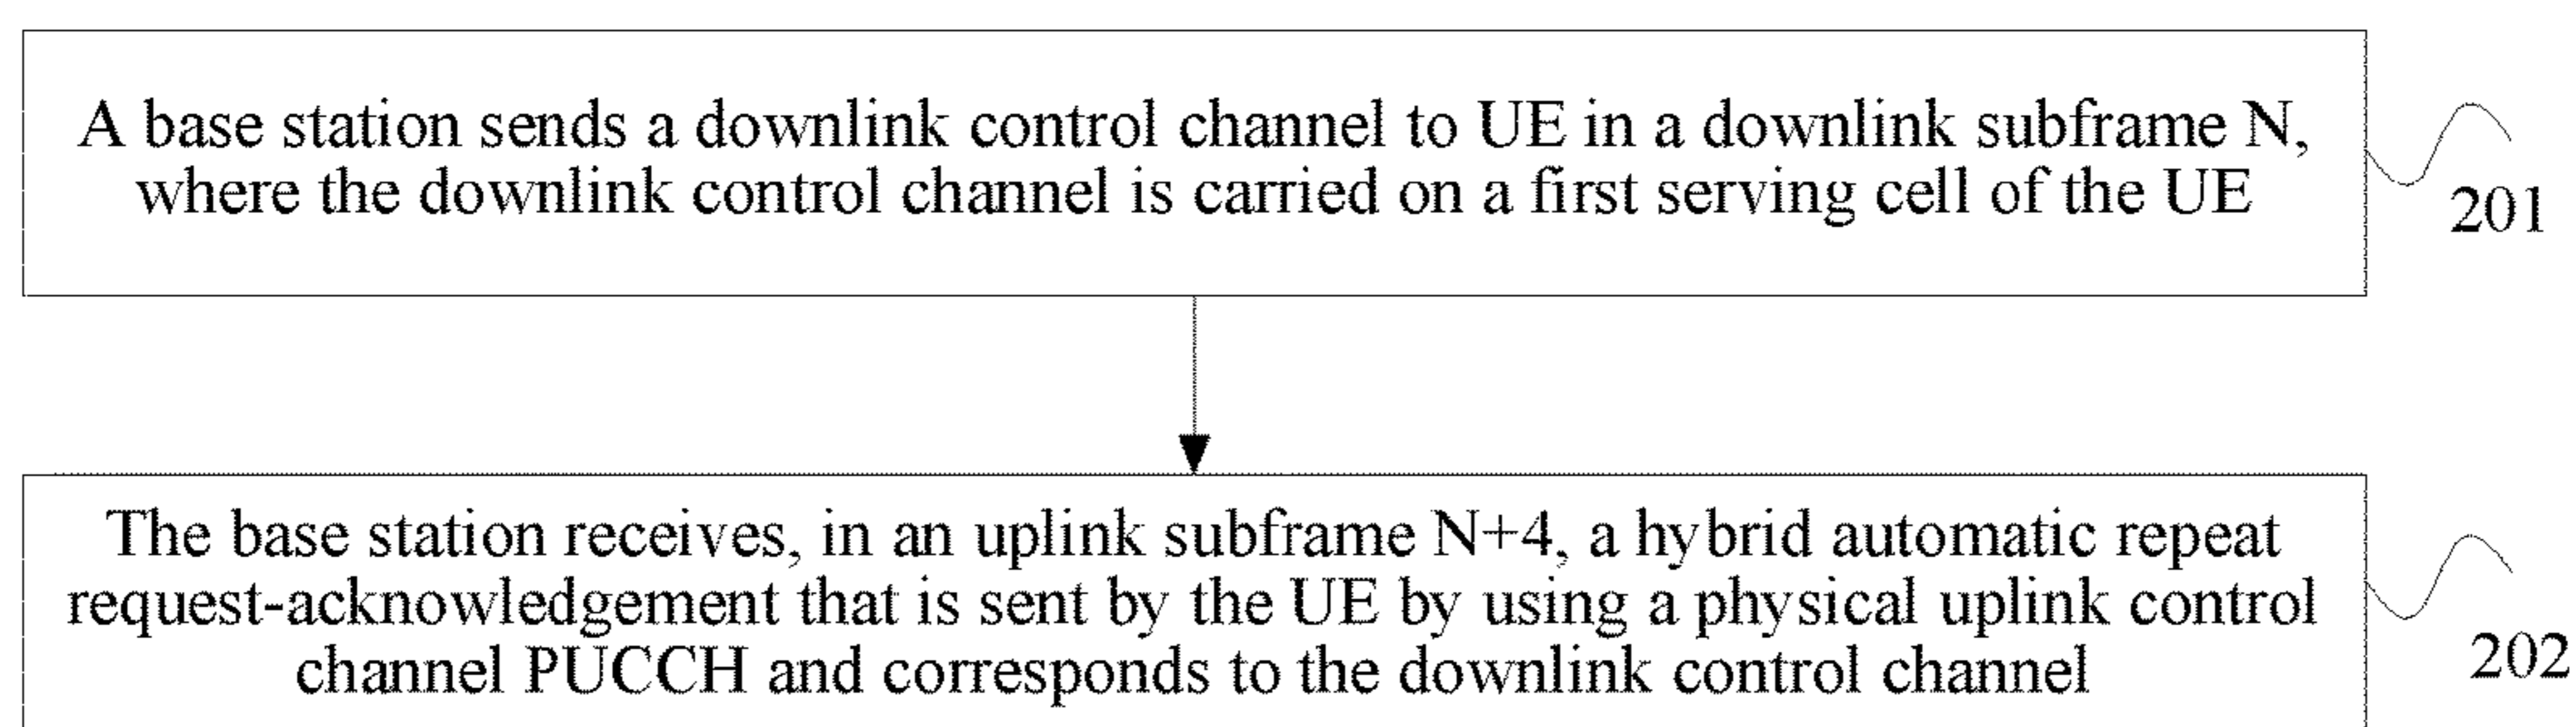 A base station sends a downlink control channel to UE in a downlink subframe N,
where the downlink control channel is carried on a first serving cell of the UE
201
The base station receives, in an uplink subframe N+4, a hybrid automatic repeat
request-acknowledgement that is sent by the UE by using a physical uplink control
channel PUCCH and corresponds to the downlink control channel
202